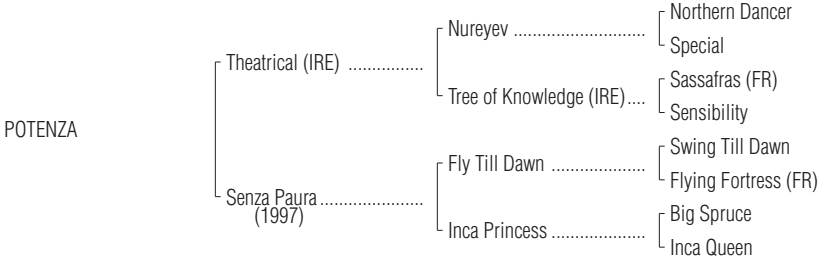 Northern Dancer
Nureyev ............................
Special
Theatrical (IRE) ................
Sassafras (FR)
Tree of Knowledge (IRE)....
Sensibility
POTENZA
Swing Till Dawn
Fly Till Dawn ....................
Flying Fortress (FR)
Senza Paura......................
(1997)
Big Spruce
Inca Princess ....................
Inca Queen